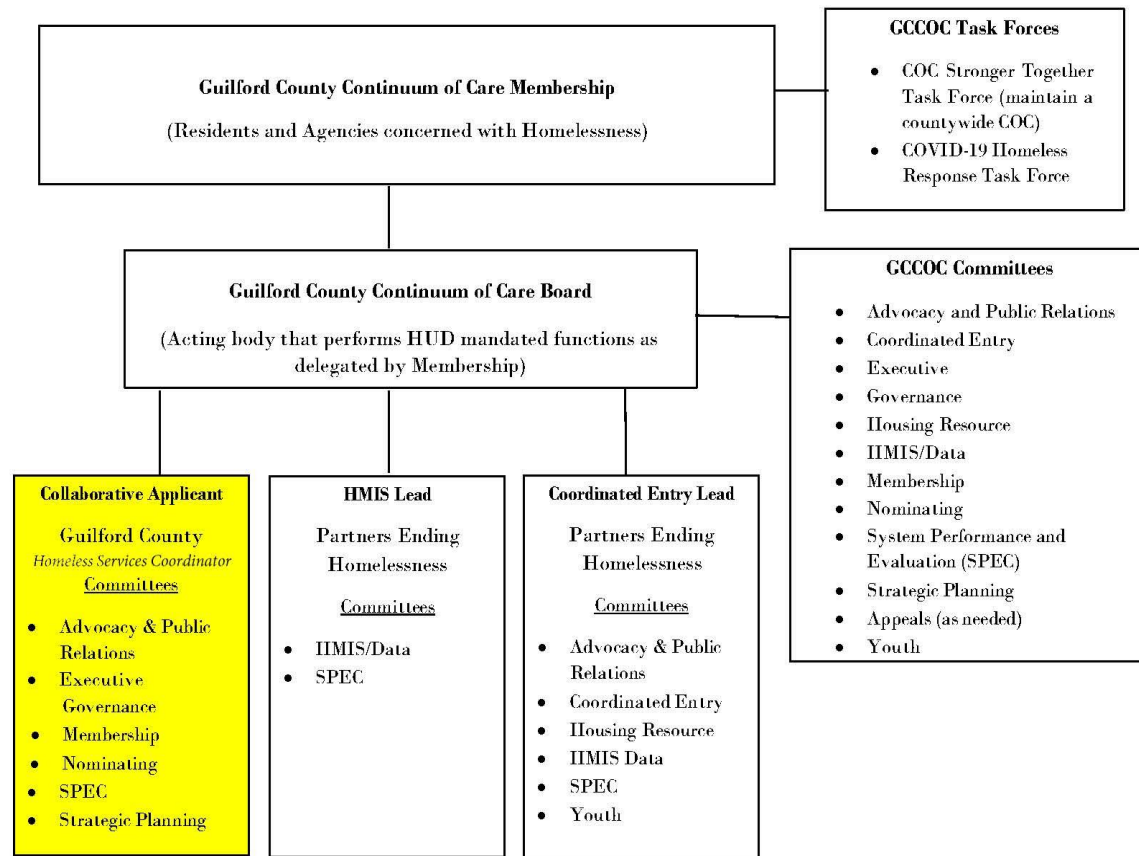 Guilford County Continuum of Care Membership
(Residents and Agencies concerned with Homelessness)
GCCOC Task Forces
• COC Stronger Together
Task Force (maintain a
countywide COC)
• COVID-19 Homeless
Response Task Force
Guilford County Continuum of Care Board
(Acting body that performs HUD mandated functions as
delegated by Membership)
GCCOC Committees
• Advocacy and Public Relations
• Coordinated Entry
• Executive
• Governance
• Housing Resource
• HMIS/Data
• Membership
• Nominating
• System Performance and
Evaluation (SPEC)
• Strategic Planning
• Appeals (as needed)
• Youth
Collaborative Applicant
Guilford County
Homeless Services Coordinator
Committees
• Advocacy & Public
Relations
• Executive
Governance
• Membership
• Nominating
• SPEC
• Strategic Planning
HMIS Lead
Partners Ending
Homelessness
Committees
• HMIS/Data
• SPEC
Coordinated Entry Lead
Partners Ending
Homelessness
Committees
• Advocacy & Public
Relations
• Coordinated Entry
• Housing Resource
• HMIS Data
• SPEC
• Youth